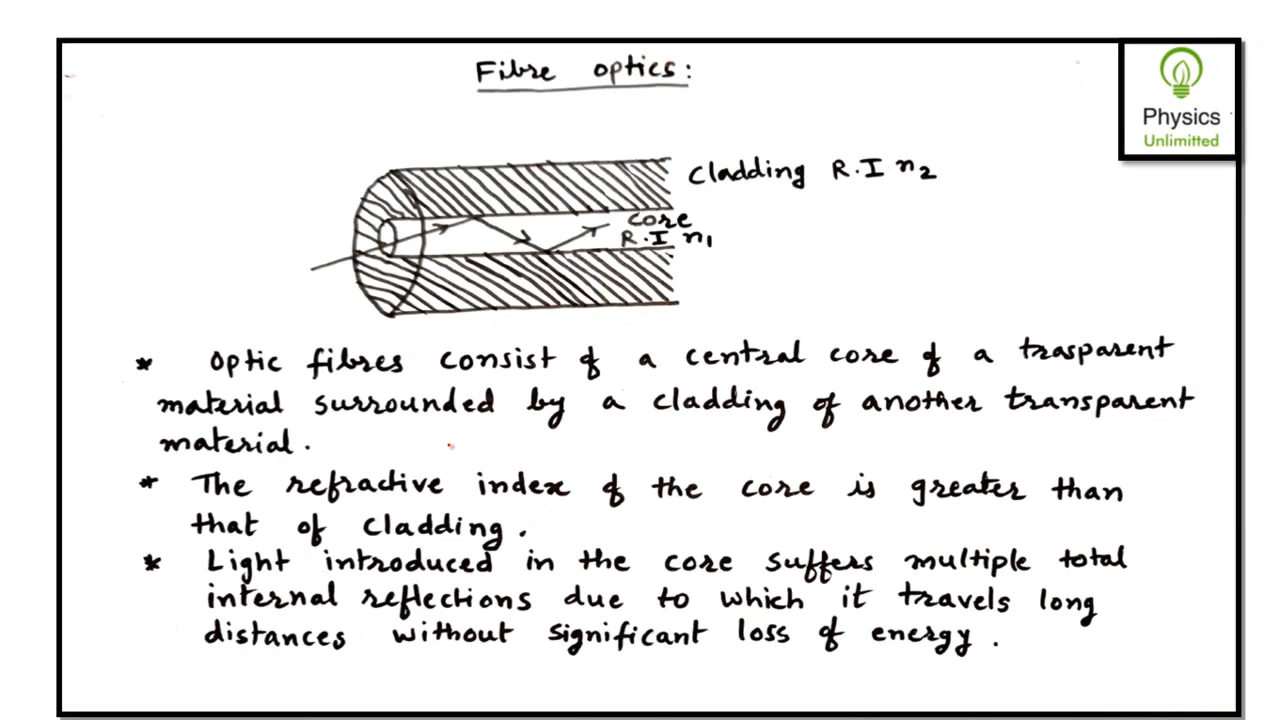 Fibre optics:
Physics
Unlimitted
Cladding R.I n₂
core
R.I n₁
* Optic fibres consist of a central core of a trasparent
material surrounded by a cladding of another transparent
material.
* The refractive index of the core is greater than
that of cladding.
* Light introduced in the core suffers multiple total
internal reflections due to which it travels long
distances without significant loss of energy.